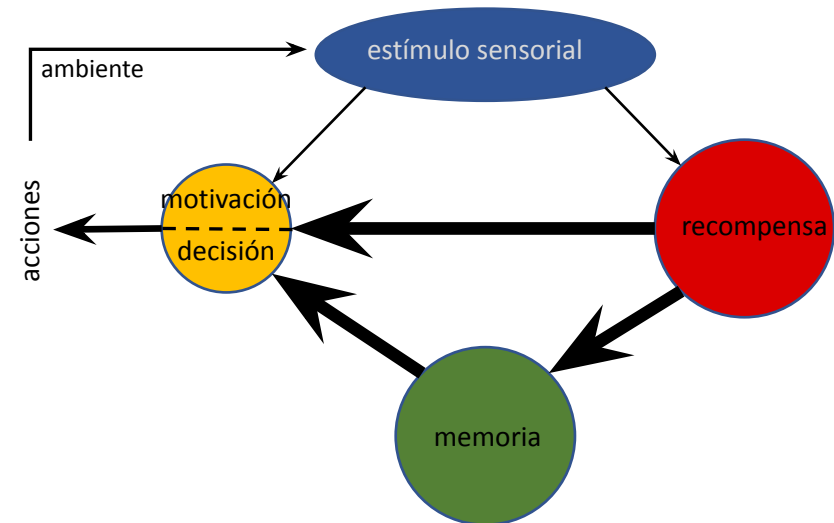 estímulo sensorial
ambiente
acciones
motivación
decisión
recompensa
memoria